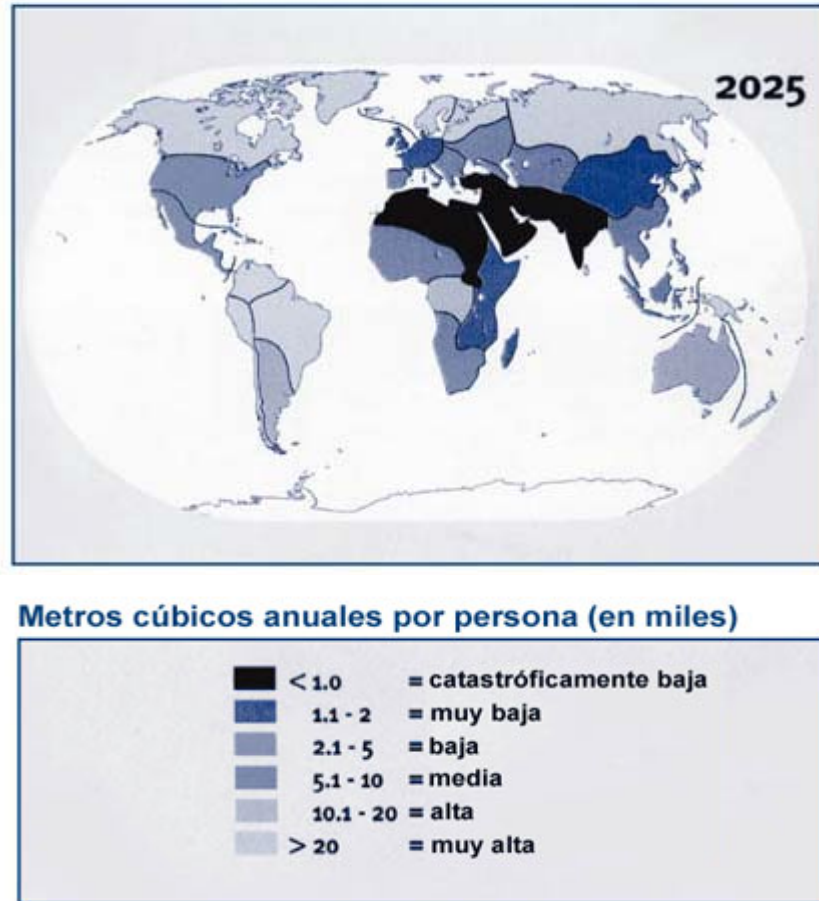 2025
Metros cúbicos anuales por persona (en miles)
< 1.0 = catastróficamente baja
1.1 - 2 = muy baja
2.1 - 5 = baja
5.1 - 10 = media
10.1 - 20 = alta
> 20 = muy alta